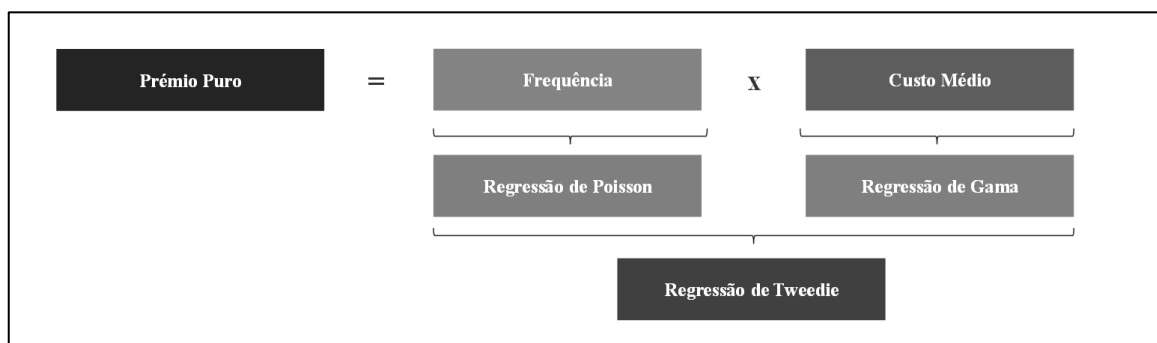 Prémio Puro = Frequência x Custo Médio
Regressão de Poisson Regressão de Gama
Regressão de Tweedie